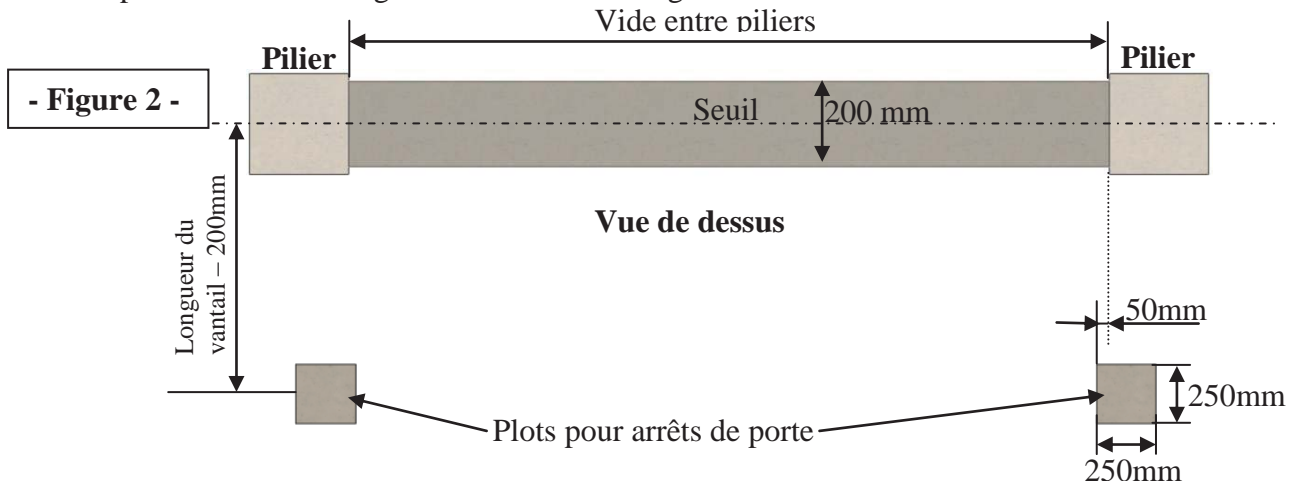 Vide entre piliers
Pilier
Pilier
- Figure 2 -
Seuil
200 mm
Longueur du
vantail – 200mm
Vue de dessus
50mm
250mm
Plots pour arrêts de porte
250mm